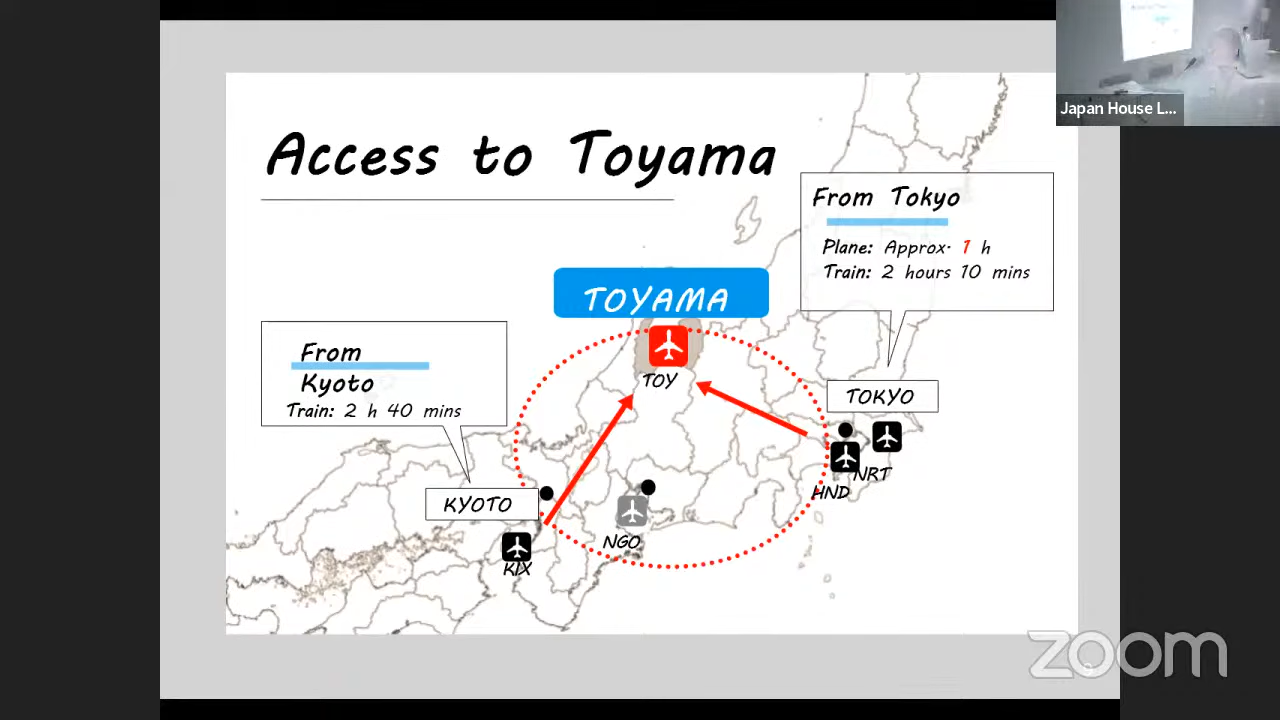 Japan House L...
Access to Toyama
From Tokyo
Plane: Approx. 1 h
Train: 2 hours 10 mins
TOYAMA
TOY
From
Kyoto
Train: 2 h 40 mins
TOKYO
NRT
HND
KYOTO
NGO
KIX
zoom